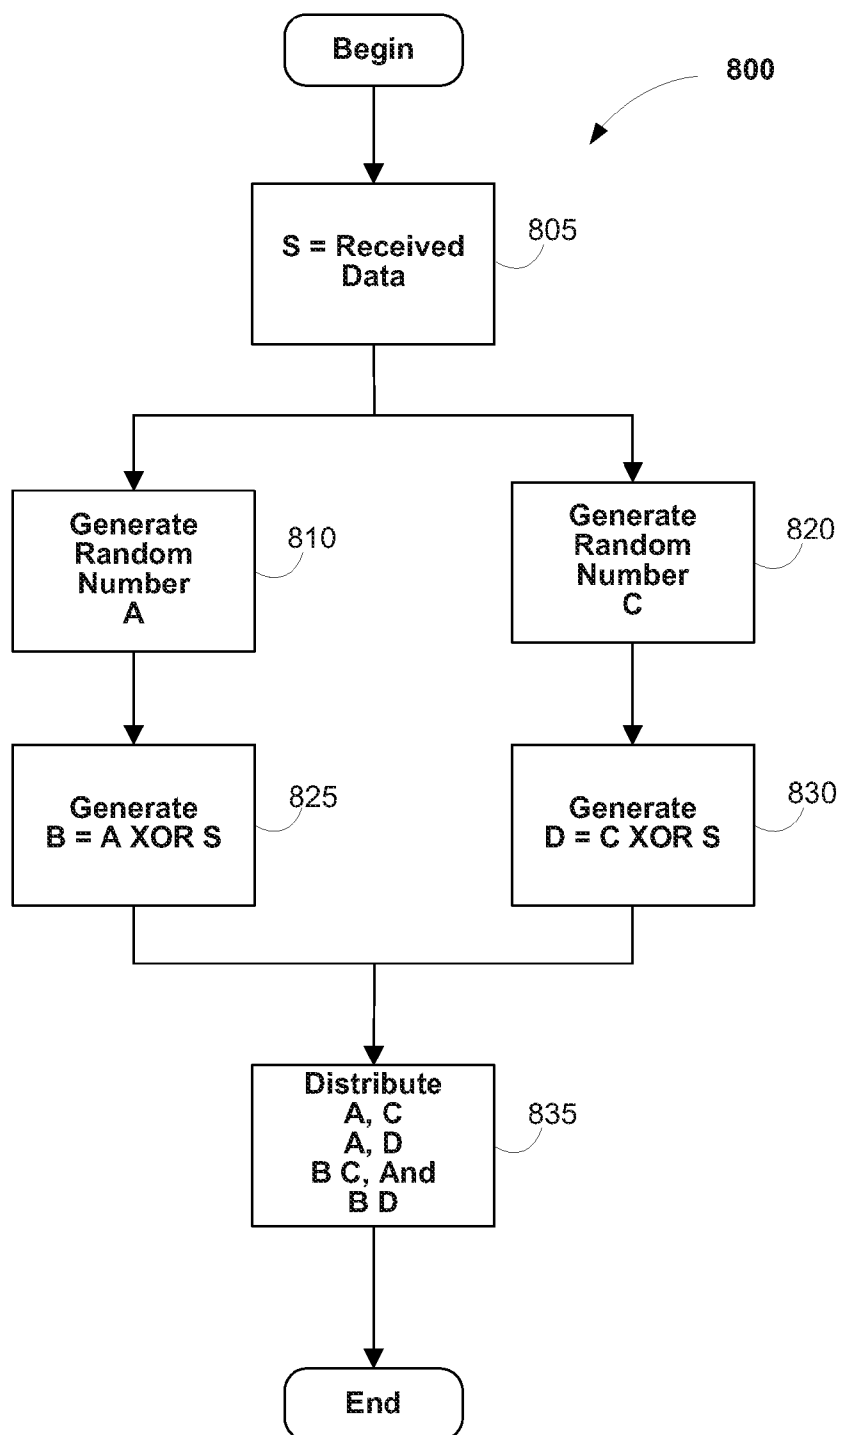 Begin
800
S = Received
Data
805
Generate
Random
Number
A
810
Generate
Random
Number
C
820
Generate
B = A XOR S
825
Generate
D = C XOR S
830
Distribute
A, C
A, D
B C, And
B D
835
End